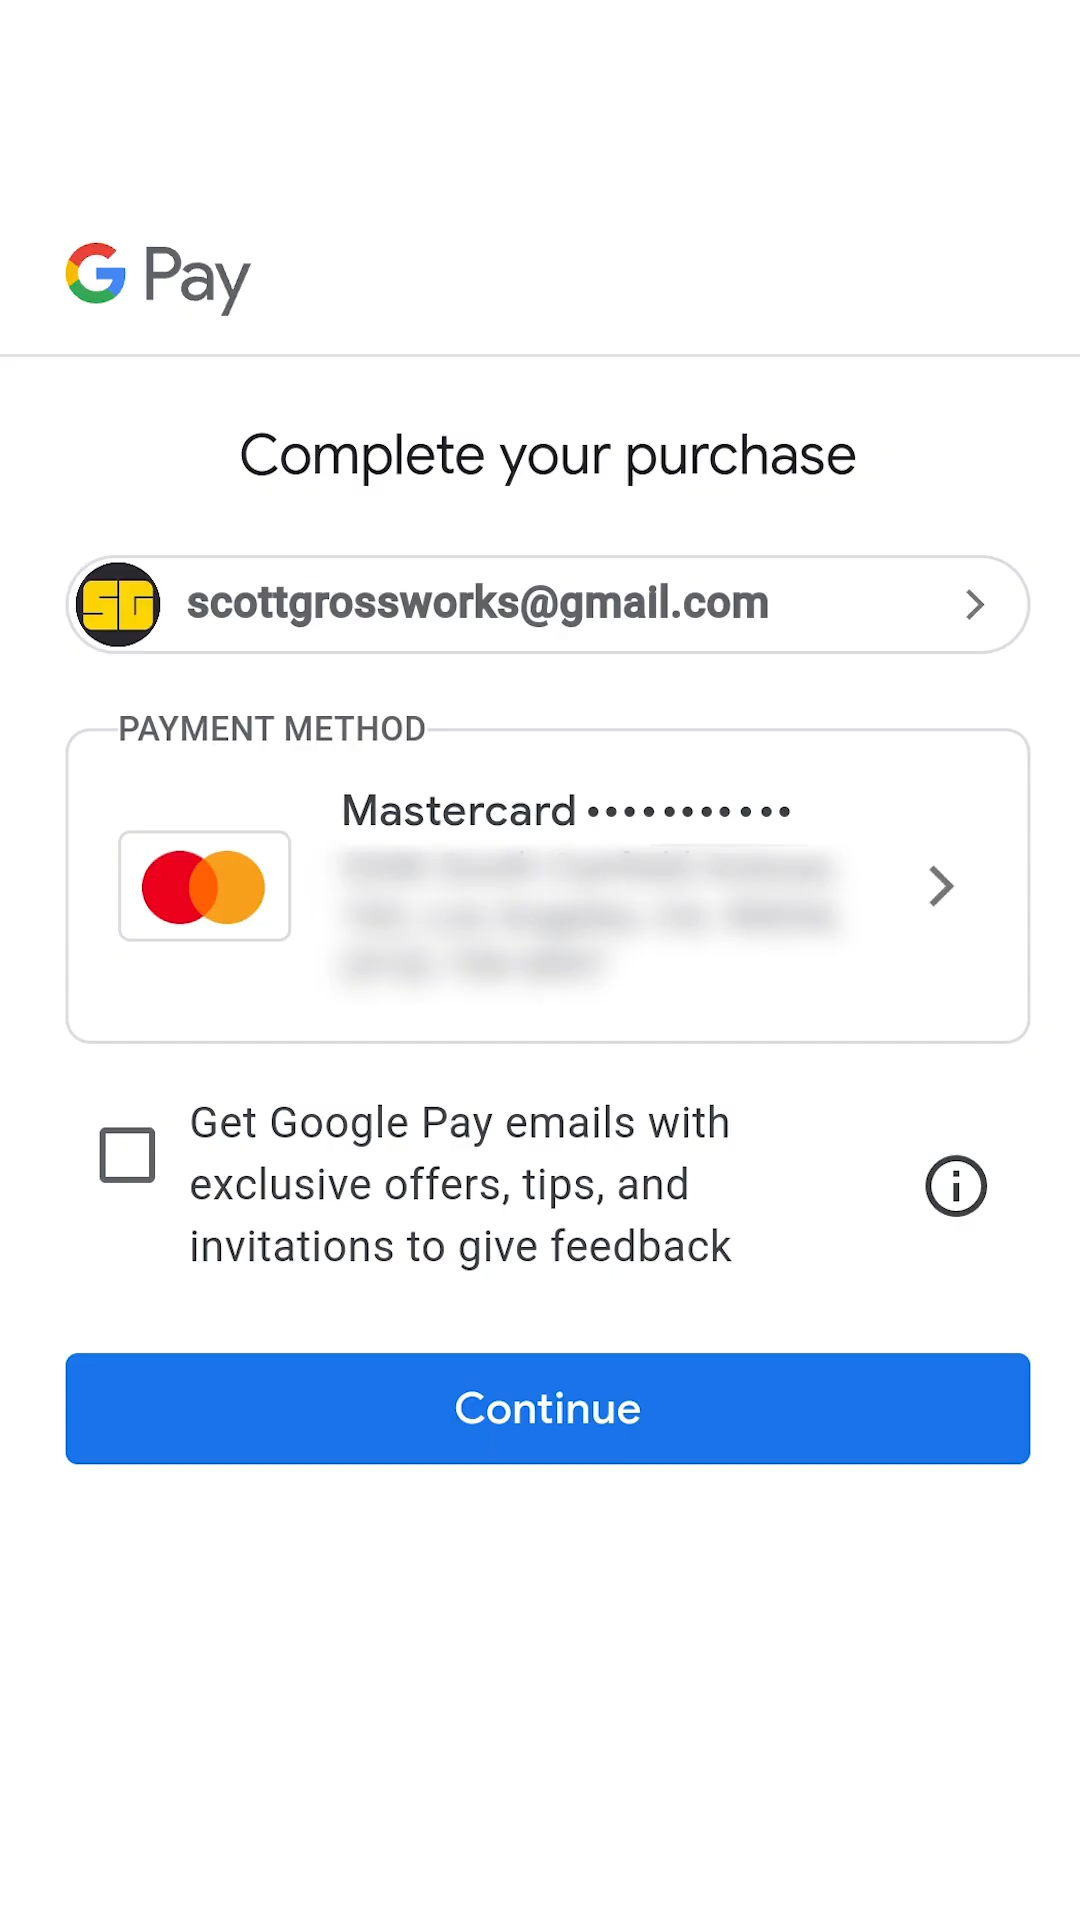 G Pay
Complete your purchase
SG scottgrossworks@gmail.com
PAYMENT METHOD
Mastercard •••••••••••
Get Google Pay emails with
exclusive offers, tips, and
invitations to give feedback
Continue